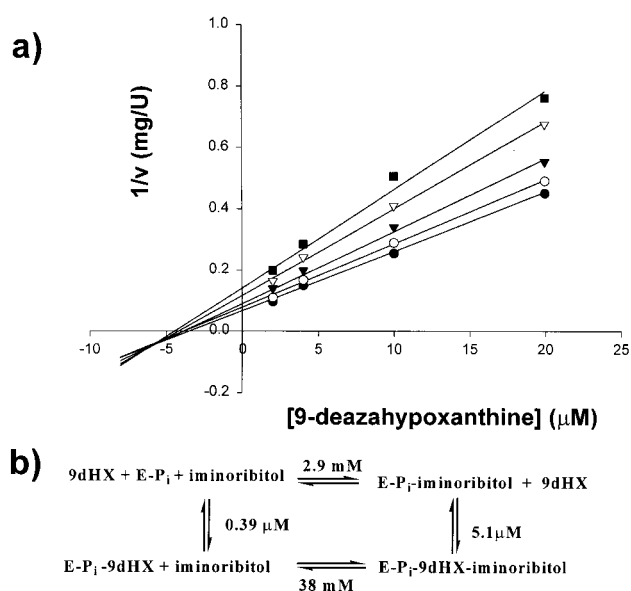 a)
1/v (mg/U)
1.0
0.8
0.6
0.4
0.2
0.0
-0.2
-10 -5 0 5 10 15 20 25
[9-deazahypoxanthine] (µM)
b)
9dHX + E-Pi + iminoribitol 2.9 mM E-Pi-iminoribitol + 9dHX
0.39 µM 5.1µM
E-Pi -9dHX + iminoribitol 38 mM E-Pi-9dHX-iminoribitol